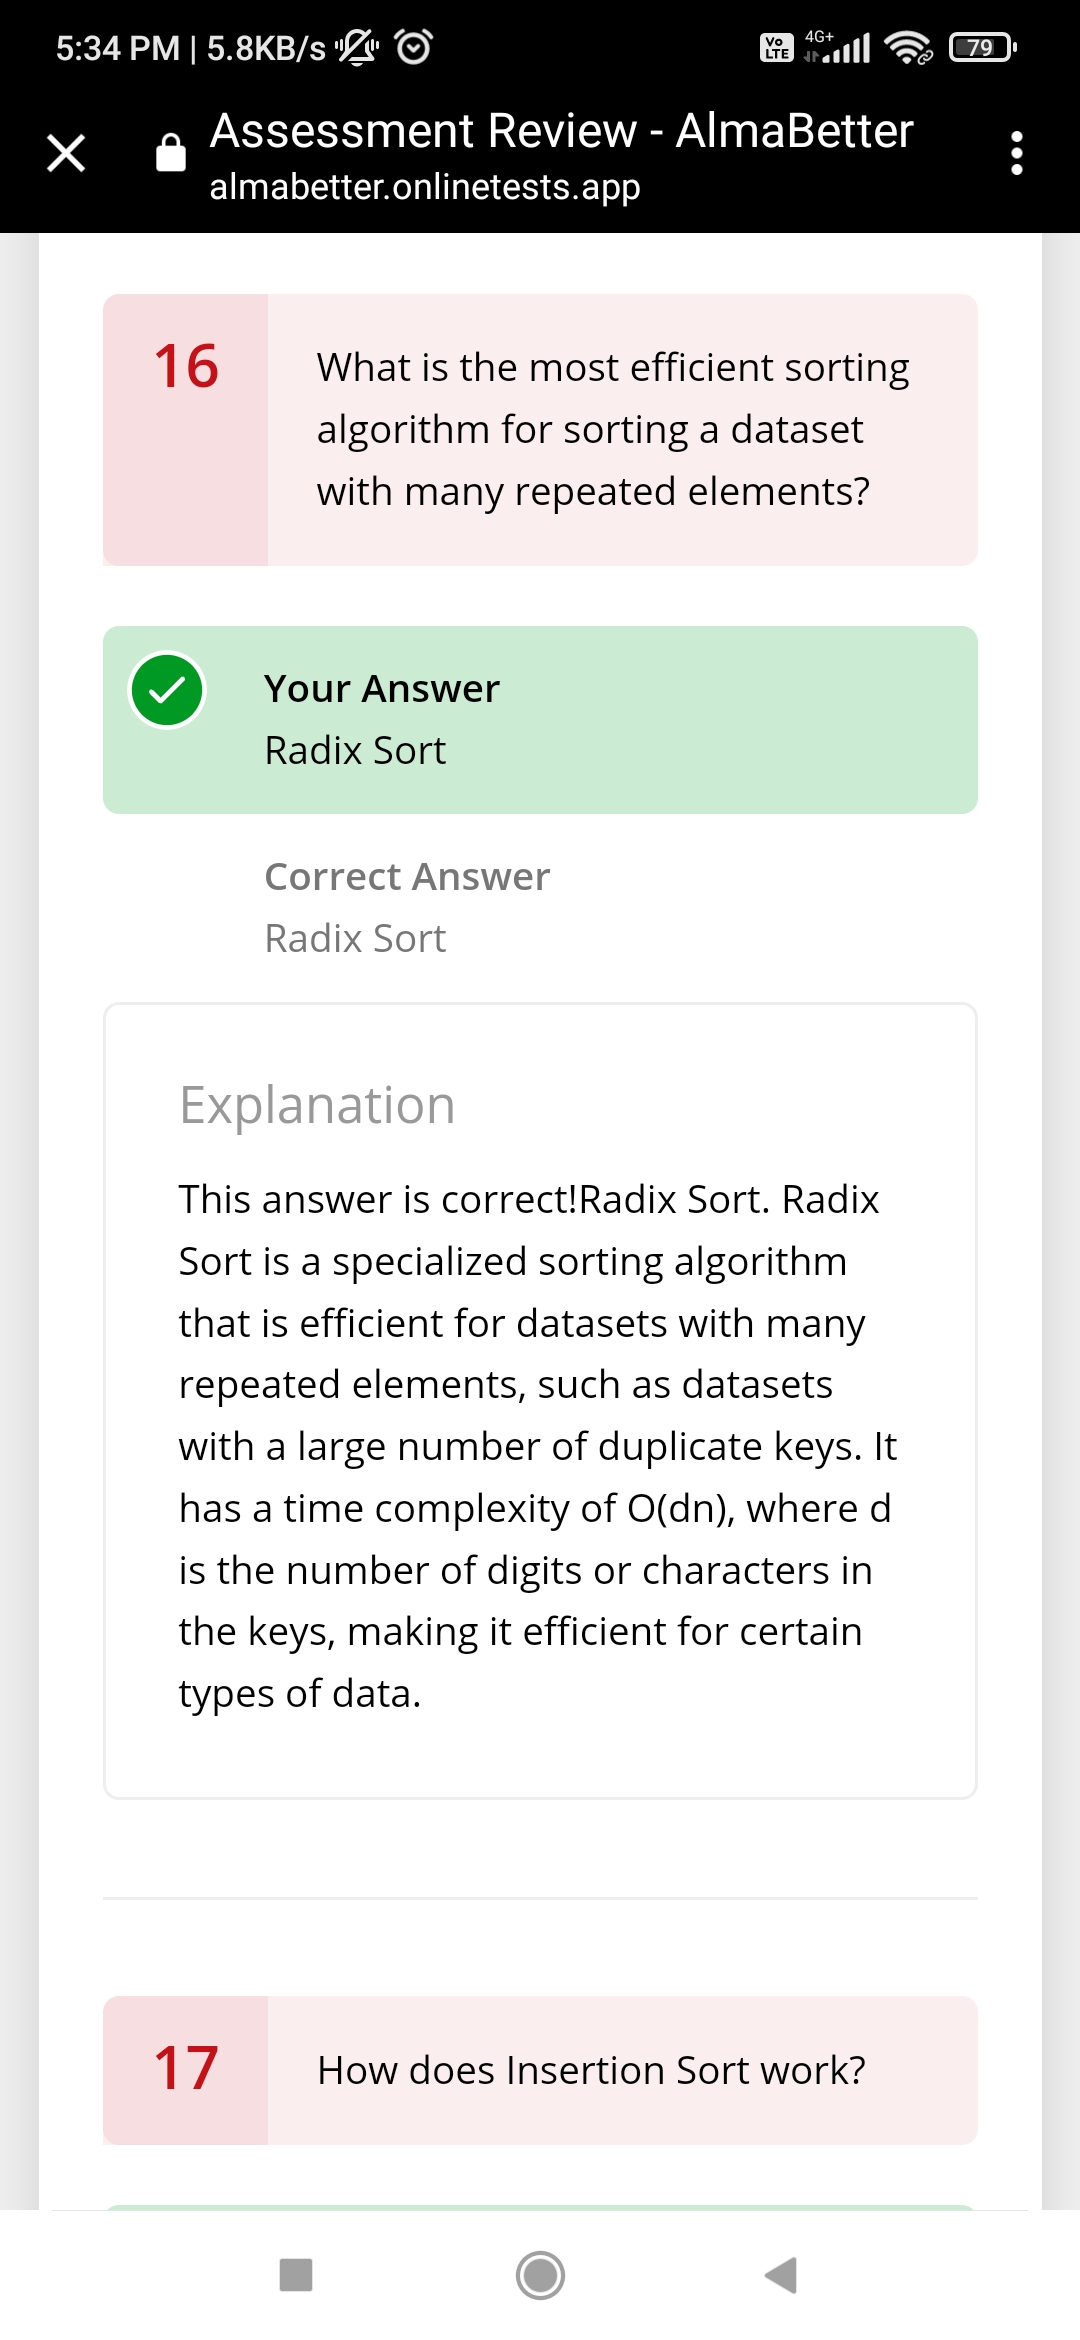 5:34 PM | 5.8KB/s
Vo LTE 4G+ 79
Assessment Review - AlmaBetter
almabetter.onlinetests.app
16
What is the most efficient sorting
algorithm for sorting a dataset
with many repeated elements?
Your Answer
Radix Sort
Correct Answer
Radix Sort
Explanation
This answer is correct!Radix Sort. Radix
Sort is a specialized sorting algorithm
that is efficient for datasets with many
repeated elements, such as datasets
with a large number of duplicate keys. It
has a time complexity of O(dn), where d
is the number of digits or characters in
the keys, making it efficient for certain
types of data.
17
How does Insertion Sort work?